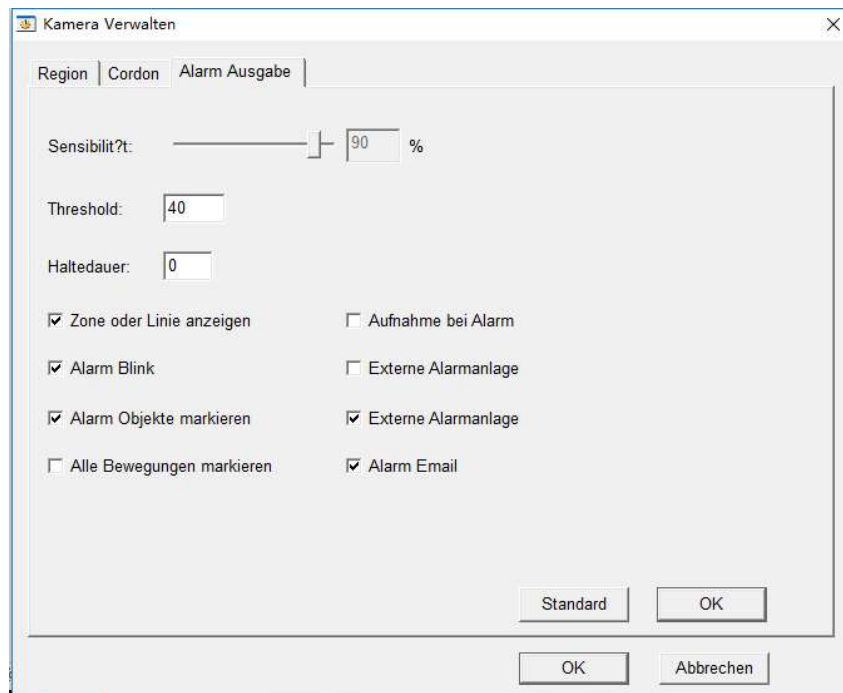 Kamera Verwalten
Region Cordon Alarm Ausgabe
Sensibilit?t: 90 %
Threshold: 40
Haltedauer: 0
Zone oder Linie anzeigen Aufnahme bei Alarm
Alarm Blink Externe Alarmanlage
Alarm Objekte markieren Externe Alarmanlage
Alle Bewegungen markieren Alarm Email
Standard OK
OK Abbrechen